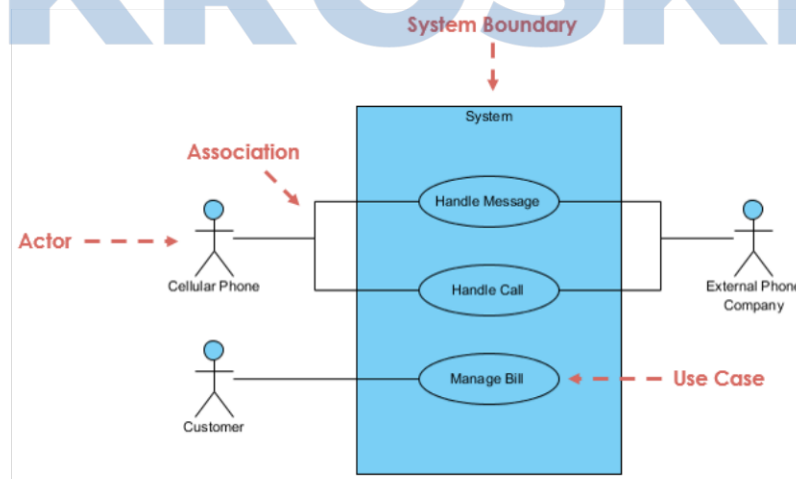 System Boundary
System
Association
Handle Message
Actor
Cellular Phone
Handle Call
External Phone
Company
Manage Bill
Use Case
Customer